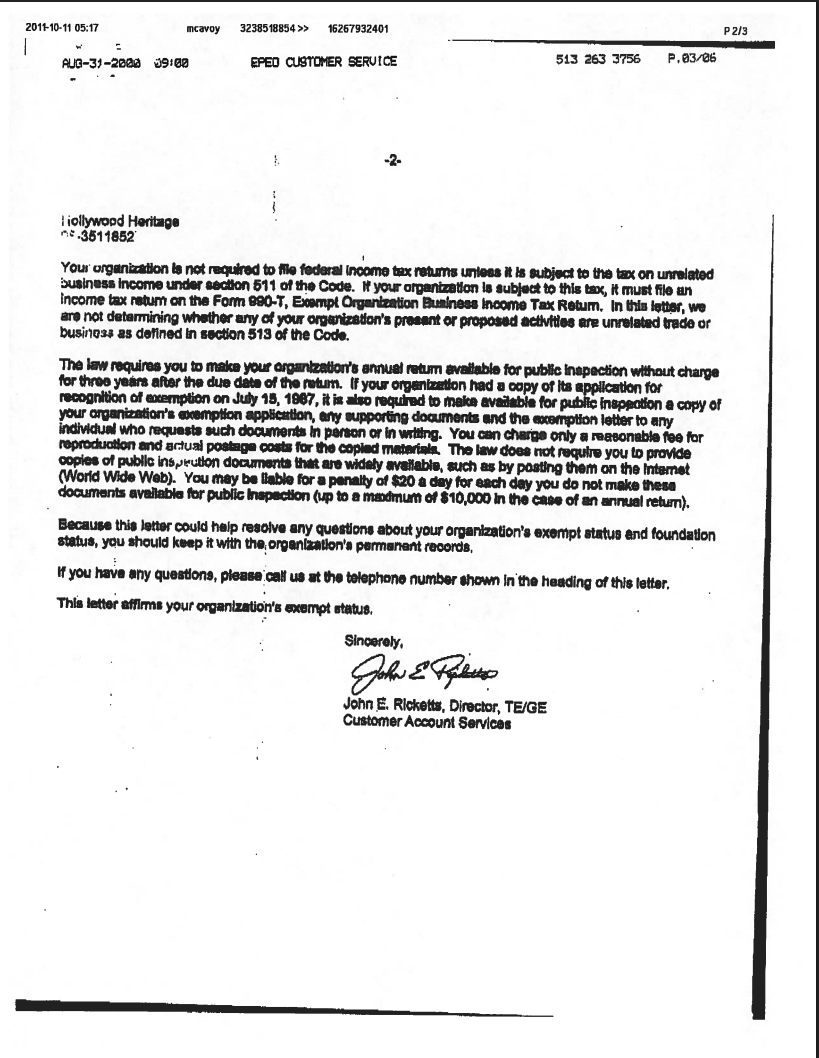 2011-10-11 05:17 mcavoy 3238518854 >> 16267932401 P 2/3
AUG-31-2000 09:00 EPED CUSTOMER SERVICE 513 263 3756 P.03/06
-2-
Hollywood Heritage
-3511852
Your organization is not required to file federal income tax returns unless it is subject to the tax on unrelated
business income under section 511 of the Code. If your organization is subject to this tax, it must file an
income tax return on the Form 990-T, Exempt Organization Business Income Tax Return. In this letter, we
are not determining whether any of your organization's present or proposed activities are unrelated trade or
business as defined in section 513 of the Code.
The law requires you to make your organization's annual return available for public inspection without charge
for three years after the due date of the return. If your organization had a copy of its application for
recognition of exemption on July 15, 1987, it is also required to make available for public inspection a copy of
your organization's exemption application, any supporting documents and the exemption letter to any
individual who requests such documents in person or in writing. You can charge only a reasonable fee for
reproduction and actual postage costs for the copied materials. The law does not require you to provide
copies of public inspection documents that are widely available, such as by posting them on the Internet
(World Wide Web). You may be liable for a penalty of $20 a day for each day you do not make these
documents available for public inspection (up to a maximum of $10,000 in the case of an annual return).
Because this letter could help resolve any questions about your organization's exempt status and foundation
status, you should keep it with the organization's permanent records.
If you have any questions, please call us at the telephone number shown in the heading of this letter.
This letter affirms your organization's exempt status.
Sincerely,
John E Ricketts
John E. Ricketts, Director, TE/GE
Customer Account Services